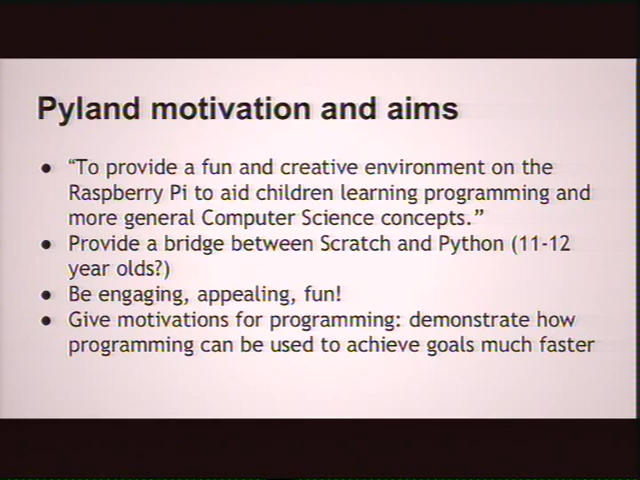 Pyland motivation and aims
● “To provide a fun and creative environment on the
Raspberry Pi to aid children learning programming and
more general Computer Science concepts.”
● Provide a bridge between Scratch and Python (11-12
year olds?)
● Be engaging, appealing, fun!
● Give motivations for programming: demonstrate how
programming can be used to achieve goals much faster